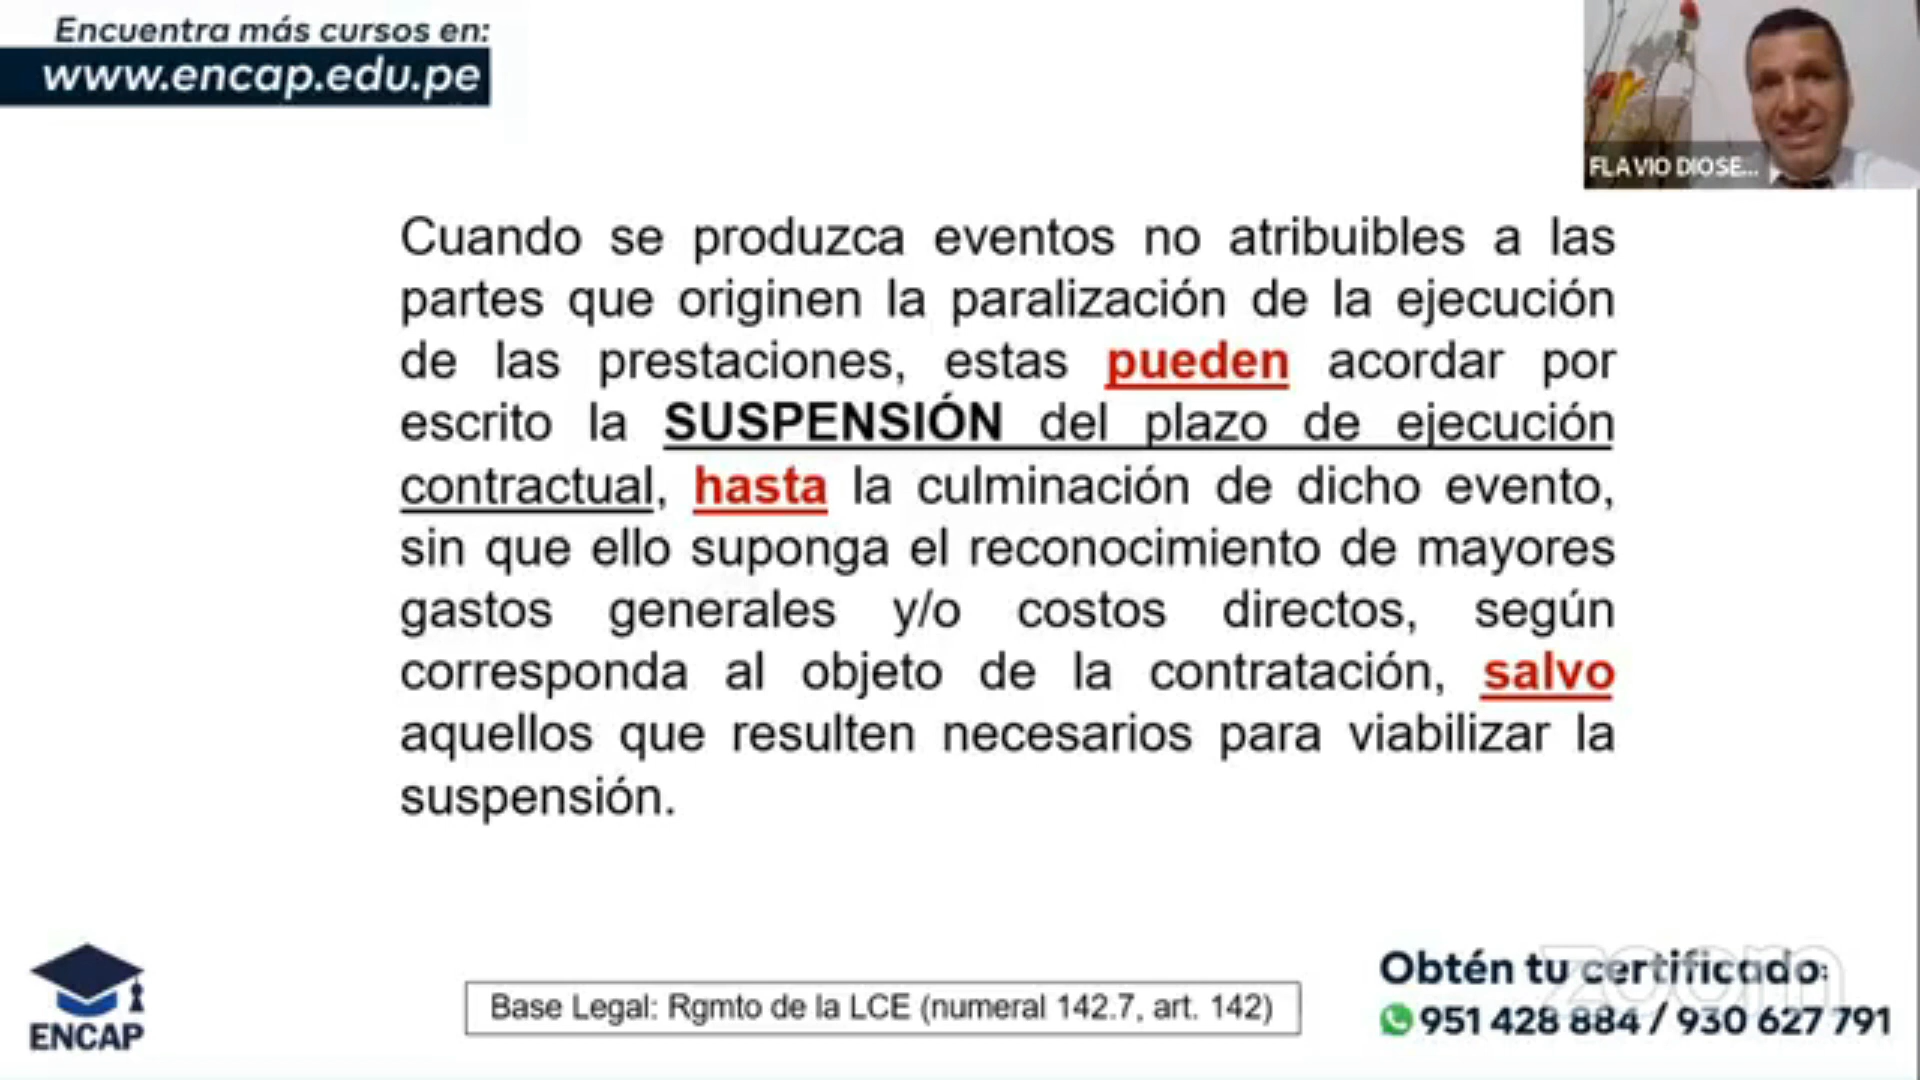 Encuentra más cursos en:
www.encap.edu.pe
FLAVIO DIOSE...
Cuando se produzca eventos no atribuibles a las
partes que originen la paralización de la ejecución
de las prestaciones, estas pueden acordar por
escrito la SUSPENSIÓN del plazo de ejecución
contractual, hasta la culminación de dicho evento,
sin que ello suponga el reconocimiento de mayores
gastos generales y/o costos directos, según
corresponda al objeto de la contratación, salvo
aquellos que resulten necesarios para viabilizar la
suspensión.
ENCAP
Base Legal: Rgmto de la LCE (numeral 142.7, art. 142)
Obtén tu certificado:
zoom
951 428 884 / 930 627 791